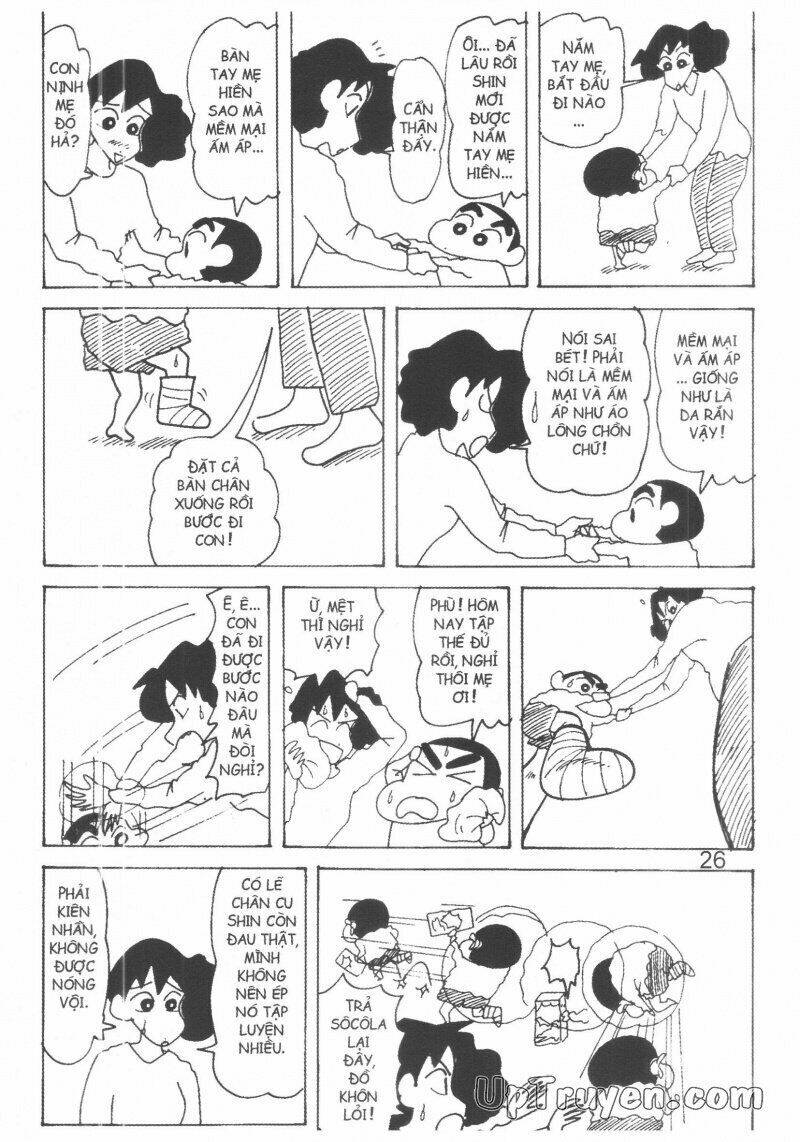 NẮM
TAY MẸ,
BẮT ĐẦU
ĐI NÀO
...
ÔI... ĐÃ
LÂU RỒI
SHIN
MỚI
ĐƯỢC
NẮM
TAY MẸ
HIỀN...
CẨN
THẬN
ĐẤY.
BÀN
TAY MẸ
HIỀN
SAO MÀ
MỀM MẠI
ẤM ÁP...
CON
NỊNH
MẸ
ĐÓ
HẢ?
MỀM MẠI
VÀ ẤM ÁP
... GIỐNG
NHƯ LÀ
DA RẮN
VẬY!
NÓI SAI
BÉT! PHẢI
NÓI LÀ MỀM
MẠI VÀ ẤM
ÁP NHƯ ÁO
LÔNG CHỒN
CHỨ!
ĐẶT CẢ
BÀN CHÂN
XUỐNG RỒI
BƯỚC ĐI
CON!
PHÙ! HÔM
NAY TẬP
THẾ ĐỦ
RỒI, NGHỈ
THÔI MẸ
ƠI!
Ừ, MỆT
THÌ NGHỈ
VẬY!
Ê, Ê...
CON
ĐÃ ĐI
ĐƯỢC
BƯỚC
NÀO
ĐÂU
MÀ
ĐÒI
NGHỈ?
26
TRẢ
SÔCÔLA
LẠI
ĐÂY,
ĐỒ
KHÔN
LỎI!
CÓ LẼ
CHÂN CU
SHIN CÒN
ĐAU THẬT,
MÌNH
KHÔNG
NÊN ÉP
NÓ TẬP
LUYỆN
NHIỀU.
PHẢI
KIÊN
NHẪN,
KHÔNG
ĐƯỢC
NÓNG
VỘI.
UpTruyen.com